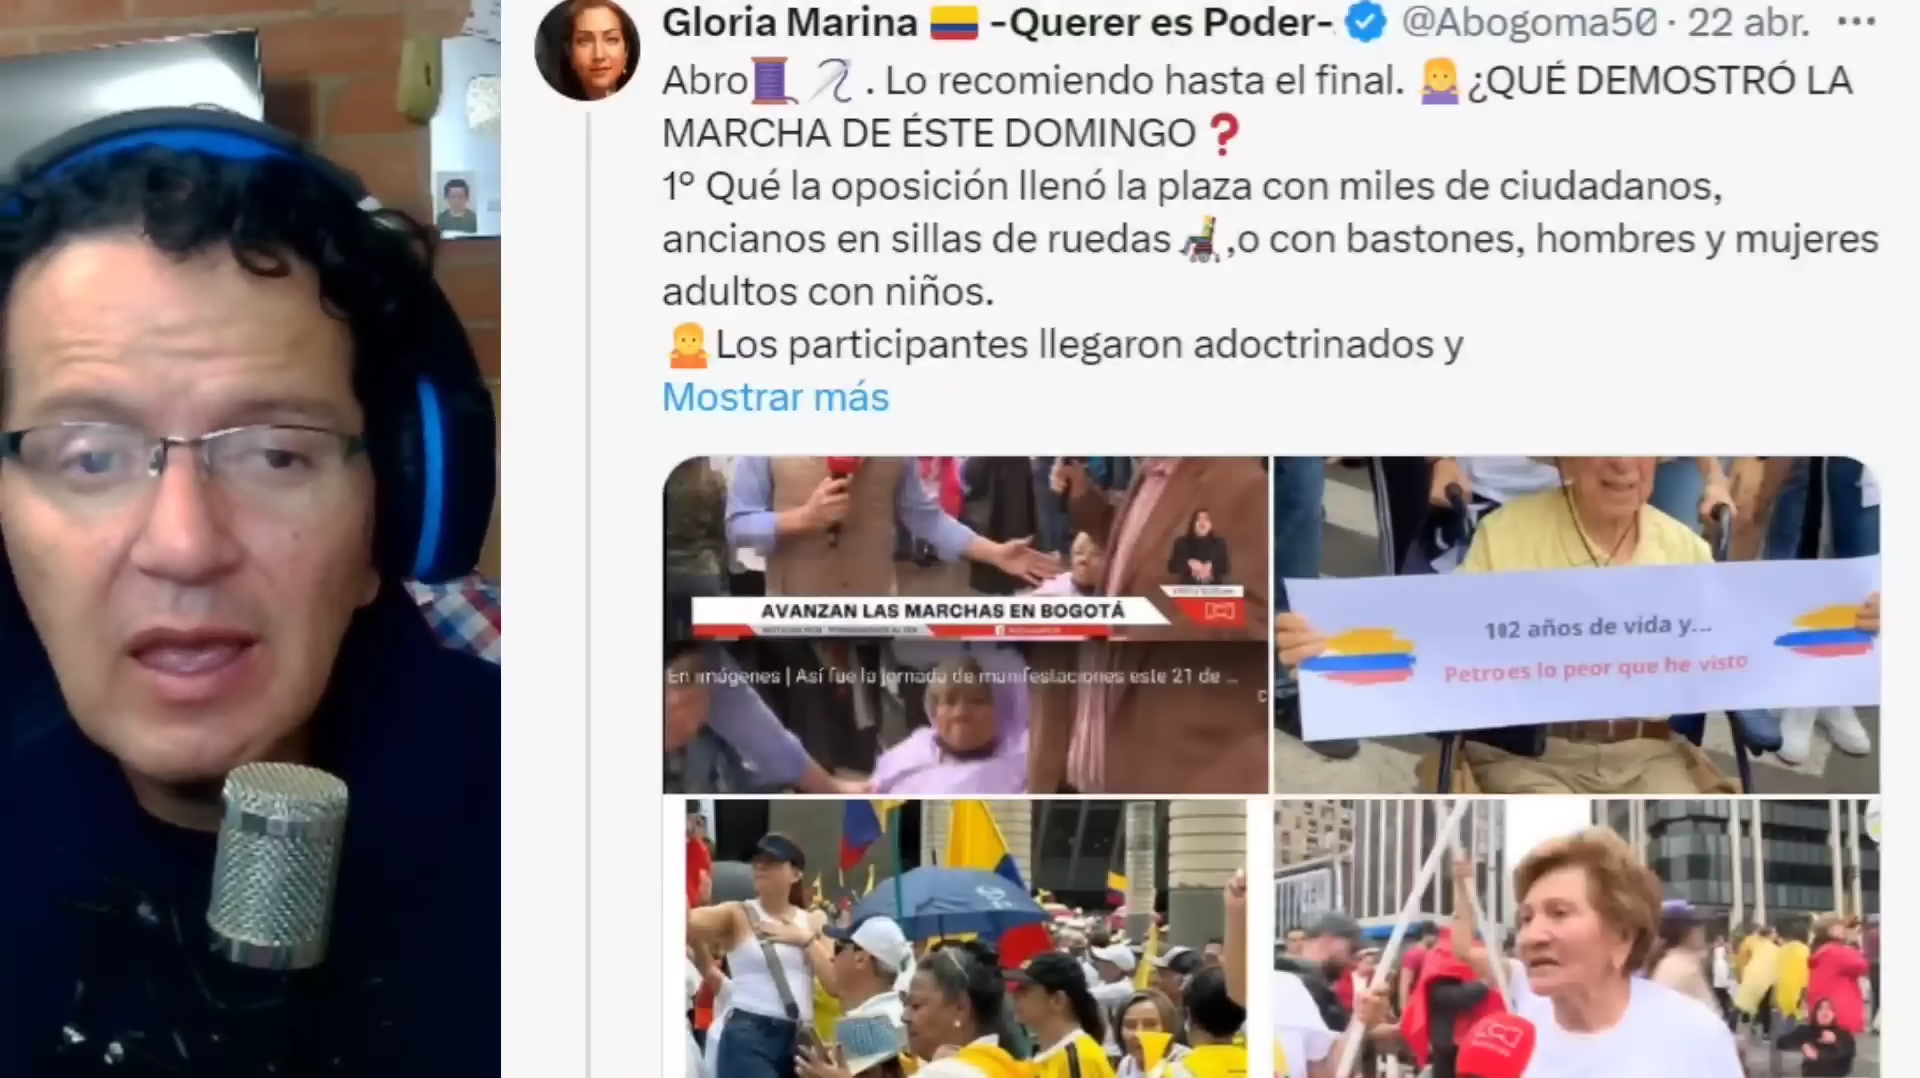 Gloria Marina 🇨🇴 -Querer es Poder- @Abogoma50 · 22 abr.
Abro🧵🪡. Lo recomiendo hasta el final. 🤷¿QUÉ DEMOSTRÓ LA
MARCHA DE ÉSTE DOMINGO❓
1° Qué la oposición llenó la plaza con miles de ciudadanos,
ancianos en sillas de ruedas👨‍🦽,o con bastones, hombres y mujeres
adultos con niños.
🤷Los participantes llegaron adoctrinados y
Mostrar más
AVANZAN LAS MARCHAS EN BOGOTÁ
En imágenes | Así fue la jornada de manifestaciones este 21 de ...
102 años de vida y...
Petro es lo peor que he visto